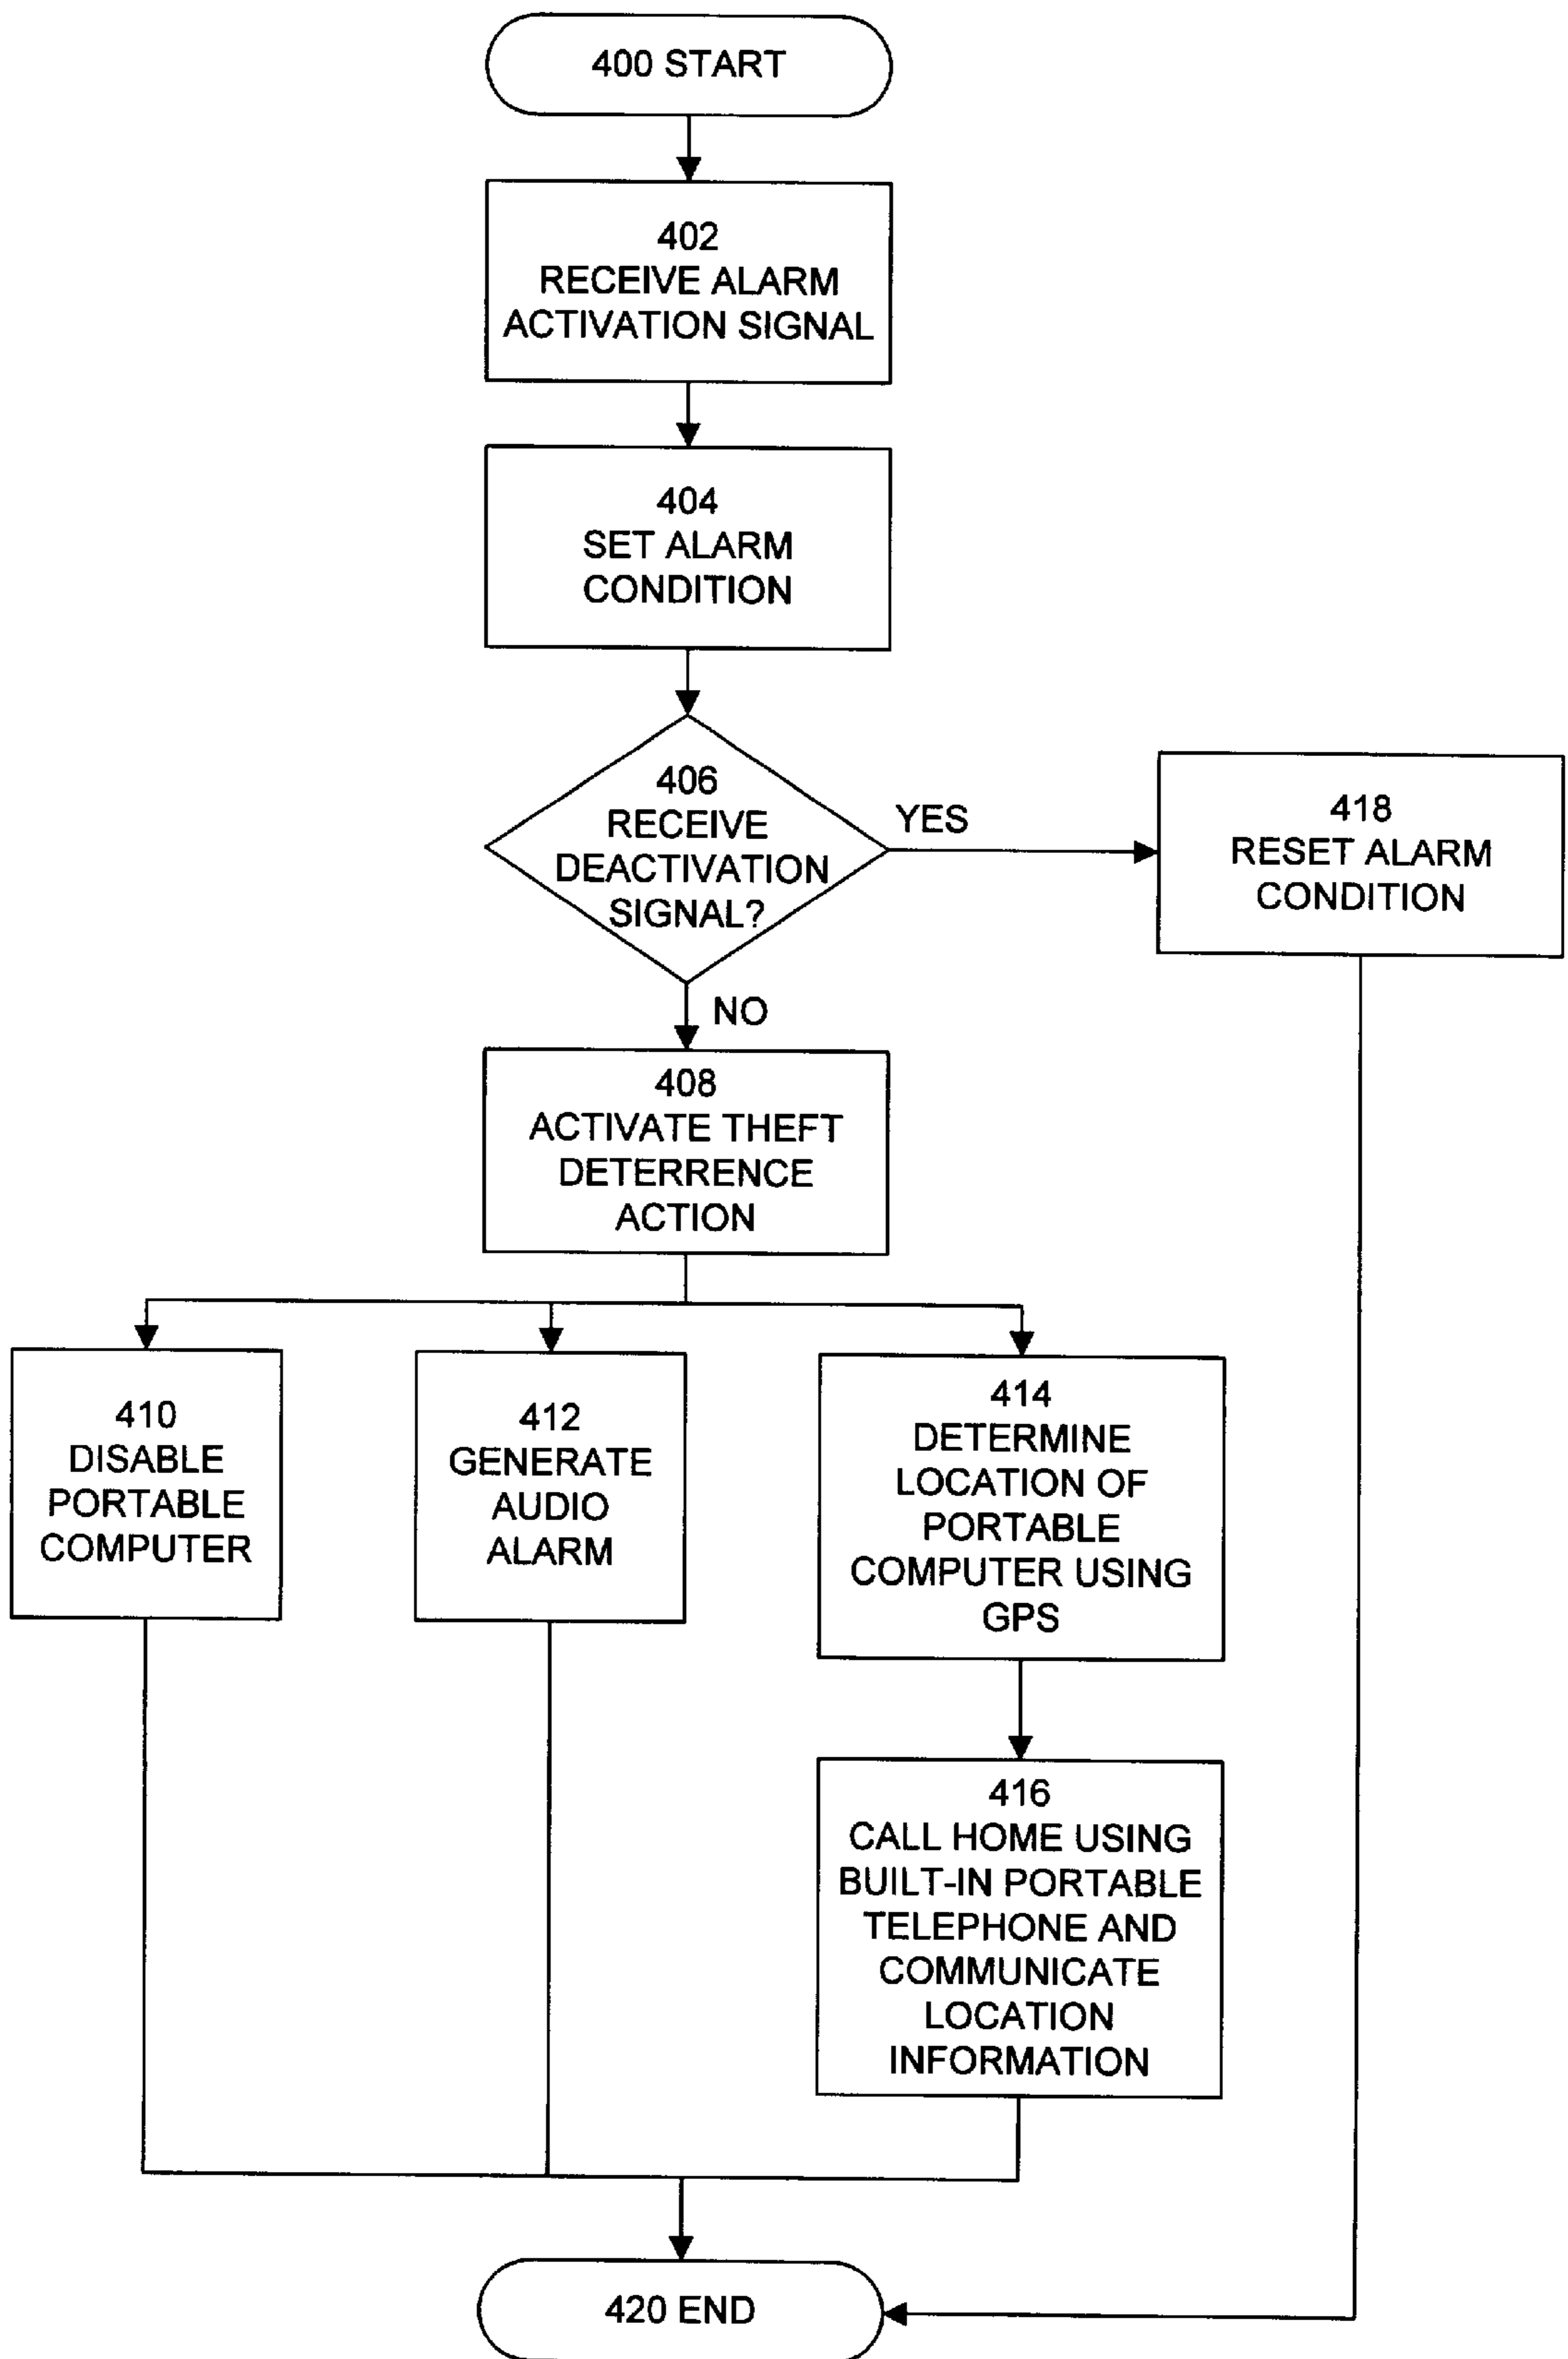 400 START
402
RECEIVE ALARM
ACTIVATION SIGNAL
404
SET ALARM
CONDITION
406
RECEIVE
DEACTIVATION
SIGNAL?
YES
418
RESET ALARM
CONDITION
NO
408
ACTIVATE THEFT
DETERRENCE
ACTION
410
DISABLE
PORTABLE
COMPUTER
412
GENERATE
AUDIO
ALARM
414
DETERMINE
LOCATION OF
PORTABLE
COMPUTER USING
GPS
416
CALL HOME USING
BUILT-IN PORTABLE
TELEPHONE AND
COMMUNICATE
LOCATION
INFORMATION
420 END